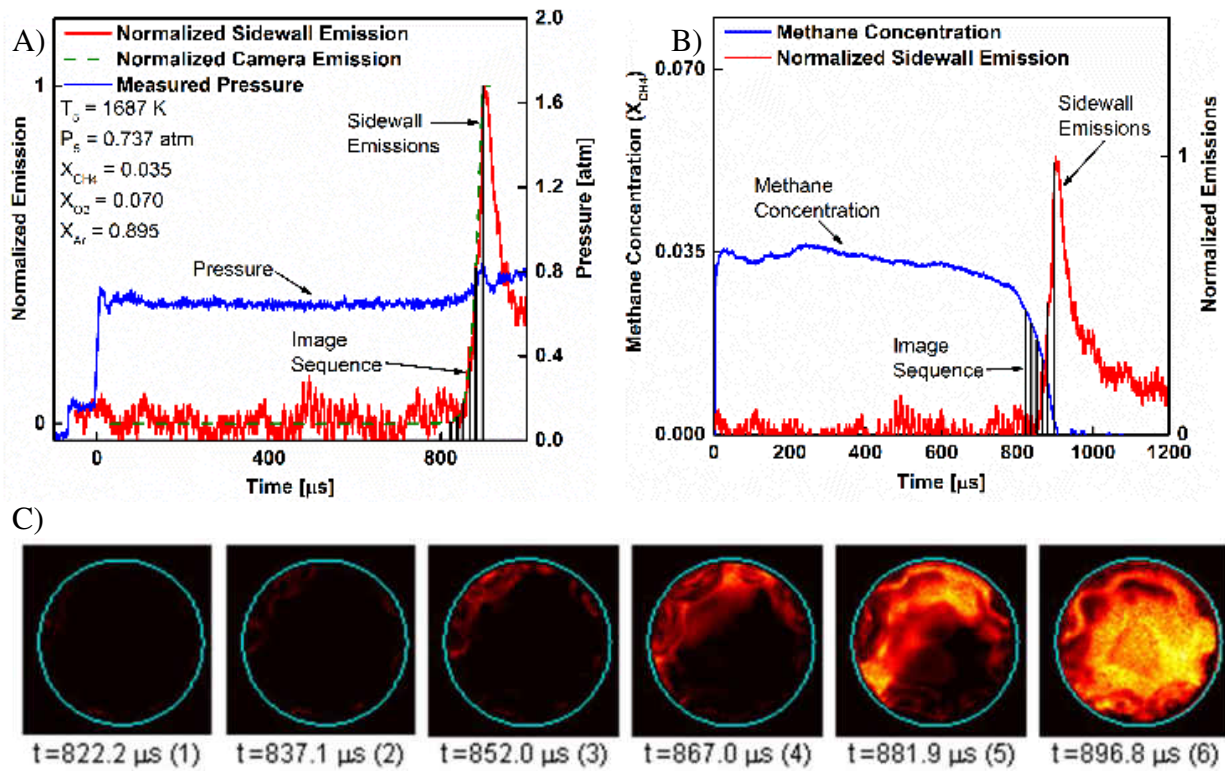 A)
Normalized Sidewall Emission
Normalized Camera Emission
Measured Pressure
T5 = 1687 K
P5 = 0.737 atm
XCH4 = 0.035
XO2 = 0.070
XAr = 0.895
Sidewall
Emissions
Pressure
Image
Sequence
1
0
Normalized Emission
2.0
1.6
1.2
0.8
0.4
0.0
Pressure [atm]
0
400
800
Time [μs]
B)
Methane Concentration
Normalized Sidewall Emission
Sidewall
Emissions
Methane
Concentration
Image
Sequence
0.070
0.035
0.000
Methane Concentration (XCH4)
1
0
Normalized Emissions
0
200
400
600
800
1000
1200
Time [μs]
C)
t=822.2 μs (1)
t=837.1 μs (2)
t=852.0 μs (3)
t=867.0 μs (4)
t=881.9 μs (5)
t=896.8 μs (6)